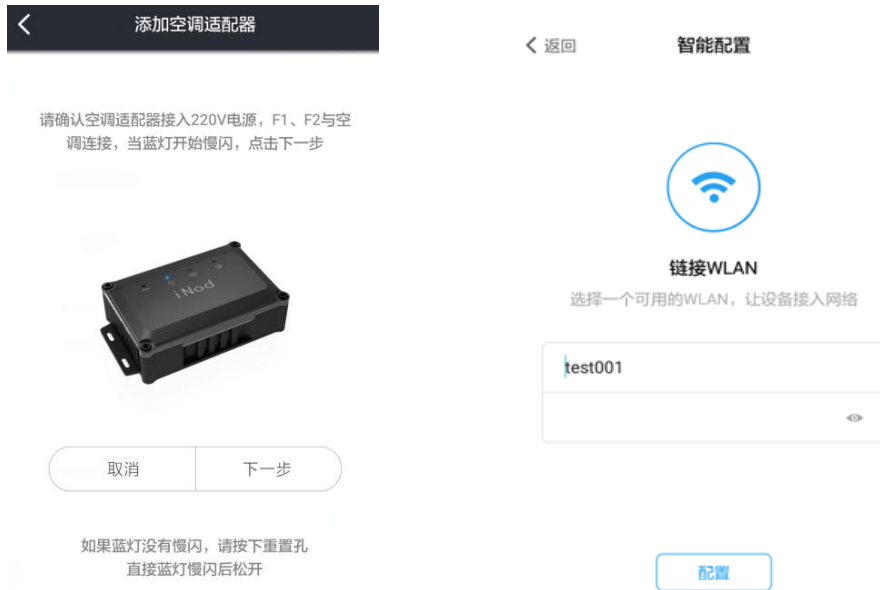 添加空调适配器
请确认空调适配器接入220V电源，F1、F2与空
调连接，当蓝灯开始慢闪，点击下一步
iNod
取消
下一步
如果蓝灯没有慢闪，请按下重置孔
直接蓝灯慢闪后松开
返回
智能配置
链接WLAN
选择一个可用的WLAN，让设备接入网络
test001
配置